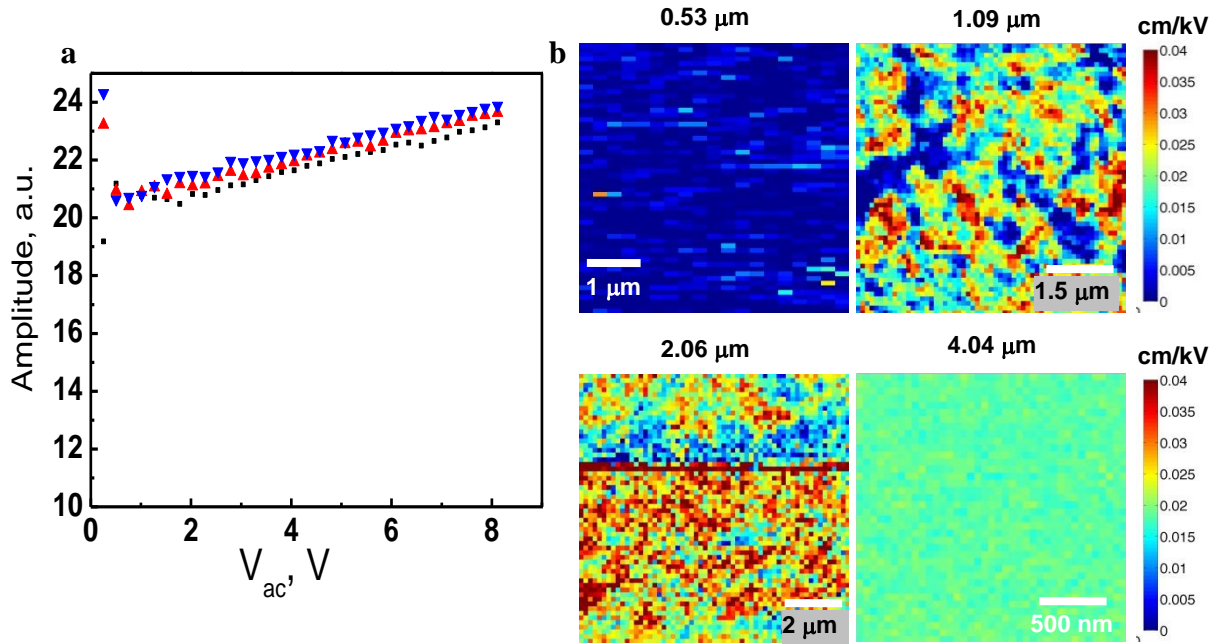 a
24
22
20
18
16
14
12
10
Amplitude, a.u.
0 2 4 6 8
Vac, V
b
0.53 μm
1 μm
1.09 μm
1.5 μm
cm/kV
0.04
0.035
0.03
0.025
0.02
0.015
0.01
0.005
0
2.06 μm
2 μm
4.04 μm
500 nm
cm/kV
0.04
0.035
0.03
0.025
0.02
0.015
0.01
0.005
0